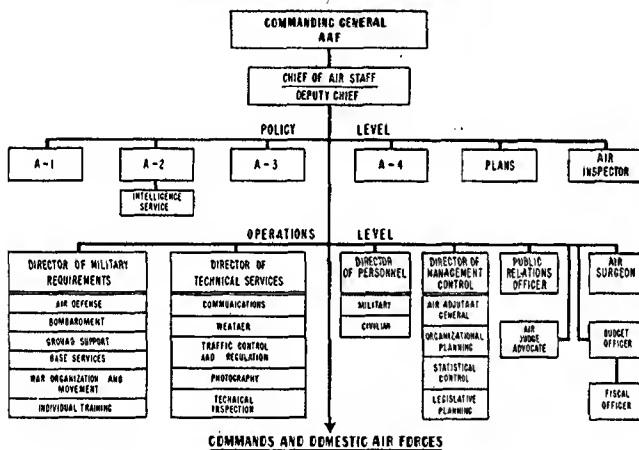 COMMANDING GENERAL
AAF
CHIEF OF AIR STAFF
DEPUTY CHIEF
POLICY LEVEL
A-1
A-2
A-3
A-4
PLANS
AIR
INSPECTOR
INTELLIGENCE
SERVICE
OPERATIONS LEVEL
DIRECTOR OF MILITARY
REQUIREMENTS
AIR DEFENSE
BOMBAROMENT
GROUND SUPPORT
BASE SERVICES
WAR ORGANIZATION AND
MOVEMENT
INDIVIDUAL TRAINING
DIRECTOR OF
TECHNICAL SERVICES
COMMUICATIONS
WEATHER
TRAFFIC CONTROL
AND REGULATION
PHOTOGRAPHY
TECHNICAL
INSPECTION
DIRECTOR
OF PERSONNEL
MILITARY
CIVILIAN
DIRECTOR OF
MANAGEMENT
CONTROL
AIR ADJUTANT
GENERAL
ORGANIZATIONAL
PLANNING
STATISTICAL
CONTROL
LEGISLATIVE
PLANNING
PUBLIC
RELATIONS
OFFICER
AIR
JUDGE
ADVOCATE
AIR
SURGEON
BUDGET
OFFICER
FISCAL
OFFICER
COMMANDS AND DOMESTIC AIR FORCES